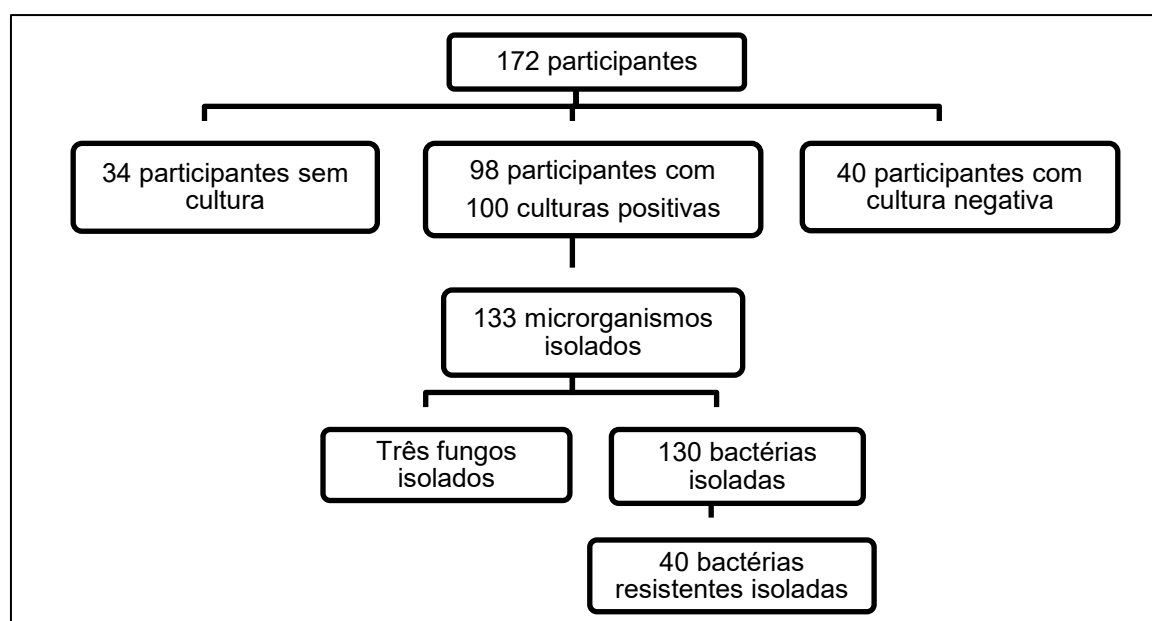 172 participantes
34 participantes sem
cultura
98 participantes com
100 culturas positivas
40 participantes com
cultura negativa
133 microrganismos
isolados
Três fungos
isolados
130 bactérias
isoladas
40 bactérias
resistentes isoladas